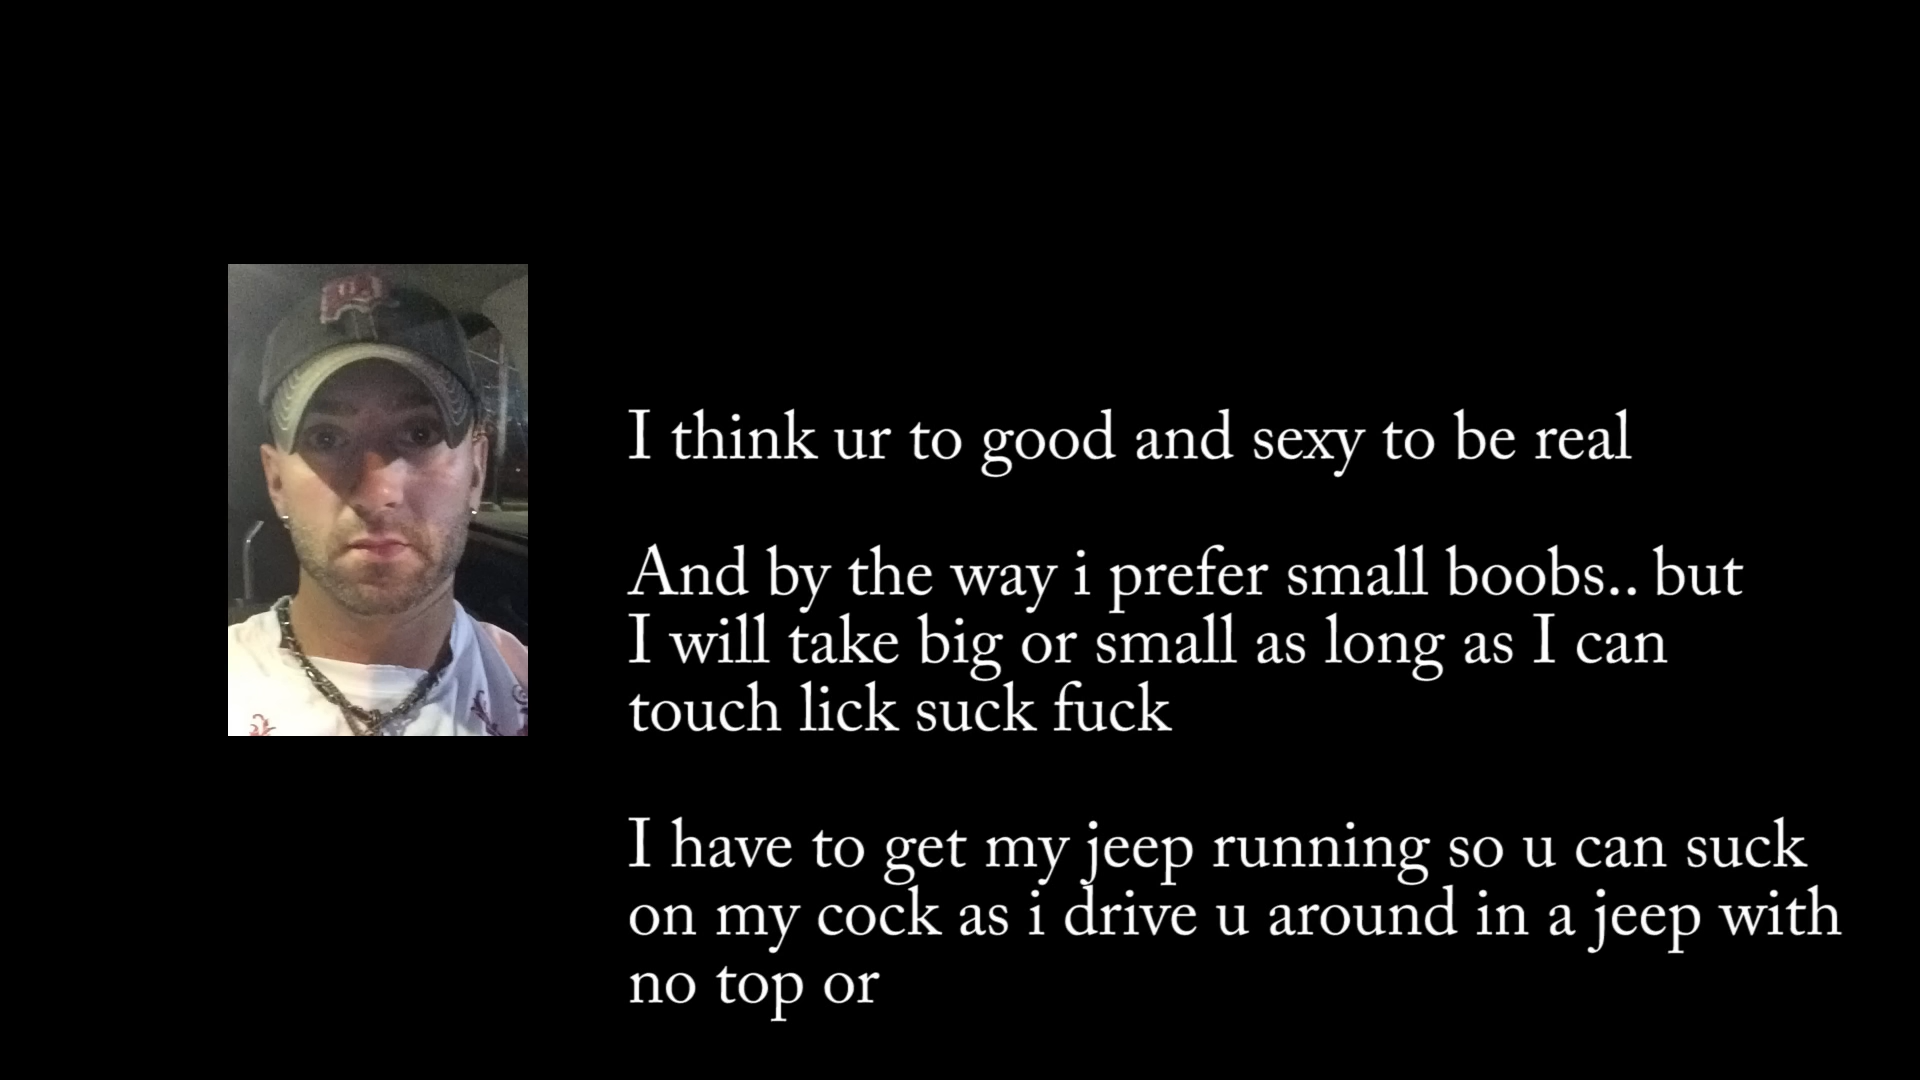 I think ur to good and sexy to be real
And by the way i prefer small boobs.. but
I will take big or small as long as I can
touch lick suck fuck
I have to get my jeep running so u can suck
on my cock as i drive u around in a jeep with
no top or